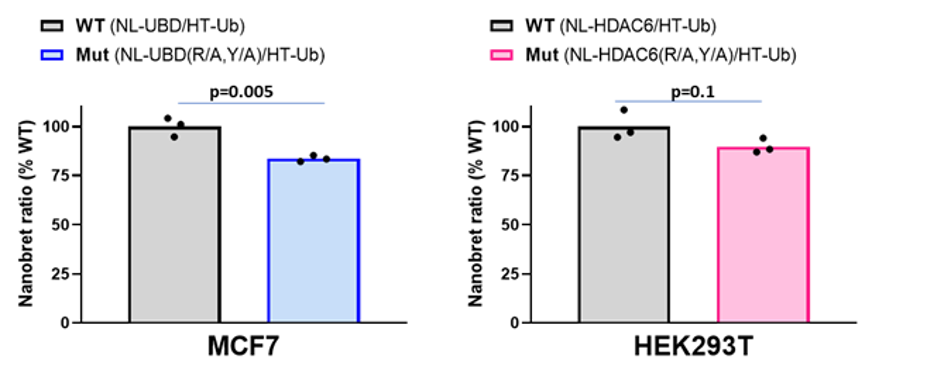 WT (NL-UBD/HT-Ub)
Mut (NL-UBD(R/A,Y/A)/HT-Ub)
p=0.005
Nanobret ratio (% WT)
100
75
50
25
0
MCF7
WT (NL-HDAC6/HT-Ub)
Mut (NL-HDAC6(R/A,Y/A)/HT-Ub)
p=0.1
Nanobret ratio (% WT)
100
75
50
25
0
HEK293T